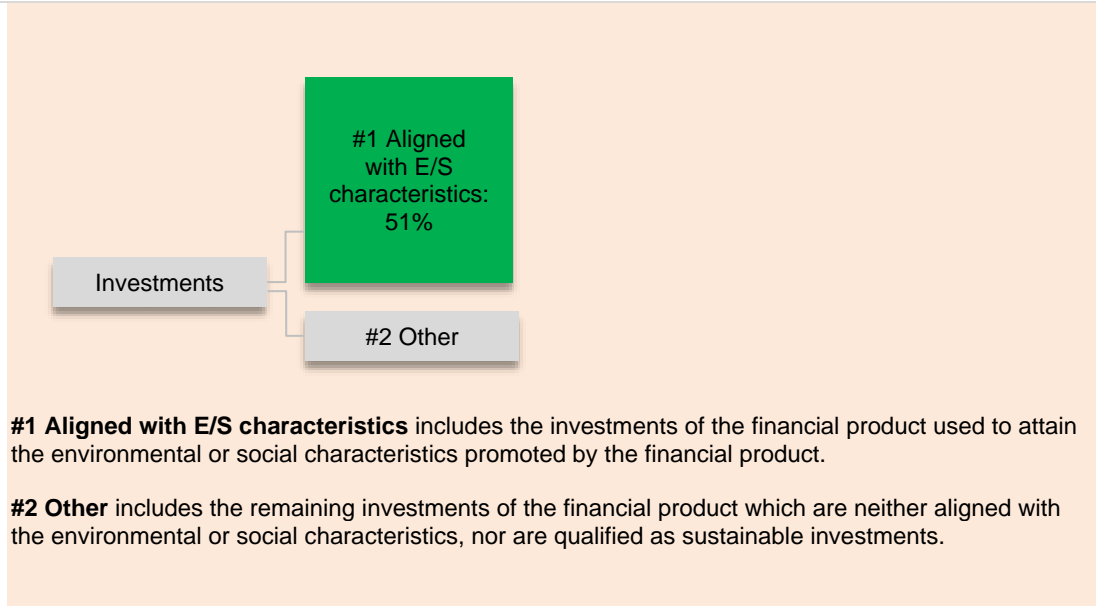 #1 Aligned
with E/S
characteristics:
51%
Investments
#2 Other
#1 Aligned with E/S characteristics includes the investments of the financial product used to attain
the environmental or social characteristics promoted by the financial product.
#2 Other includes the remaining investments of the financial product which are neither aligned with
the environmental or social characteristics, nor are qualified as sustainable investments.